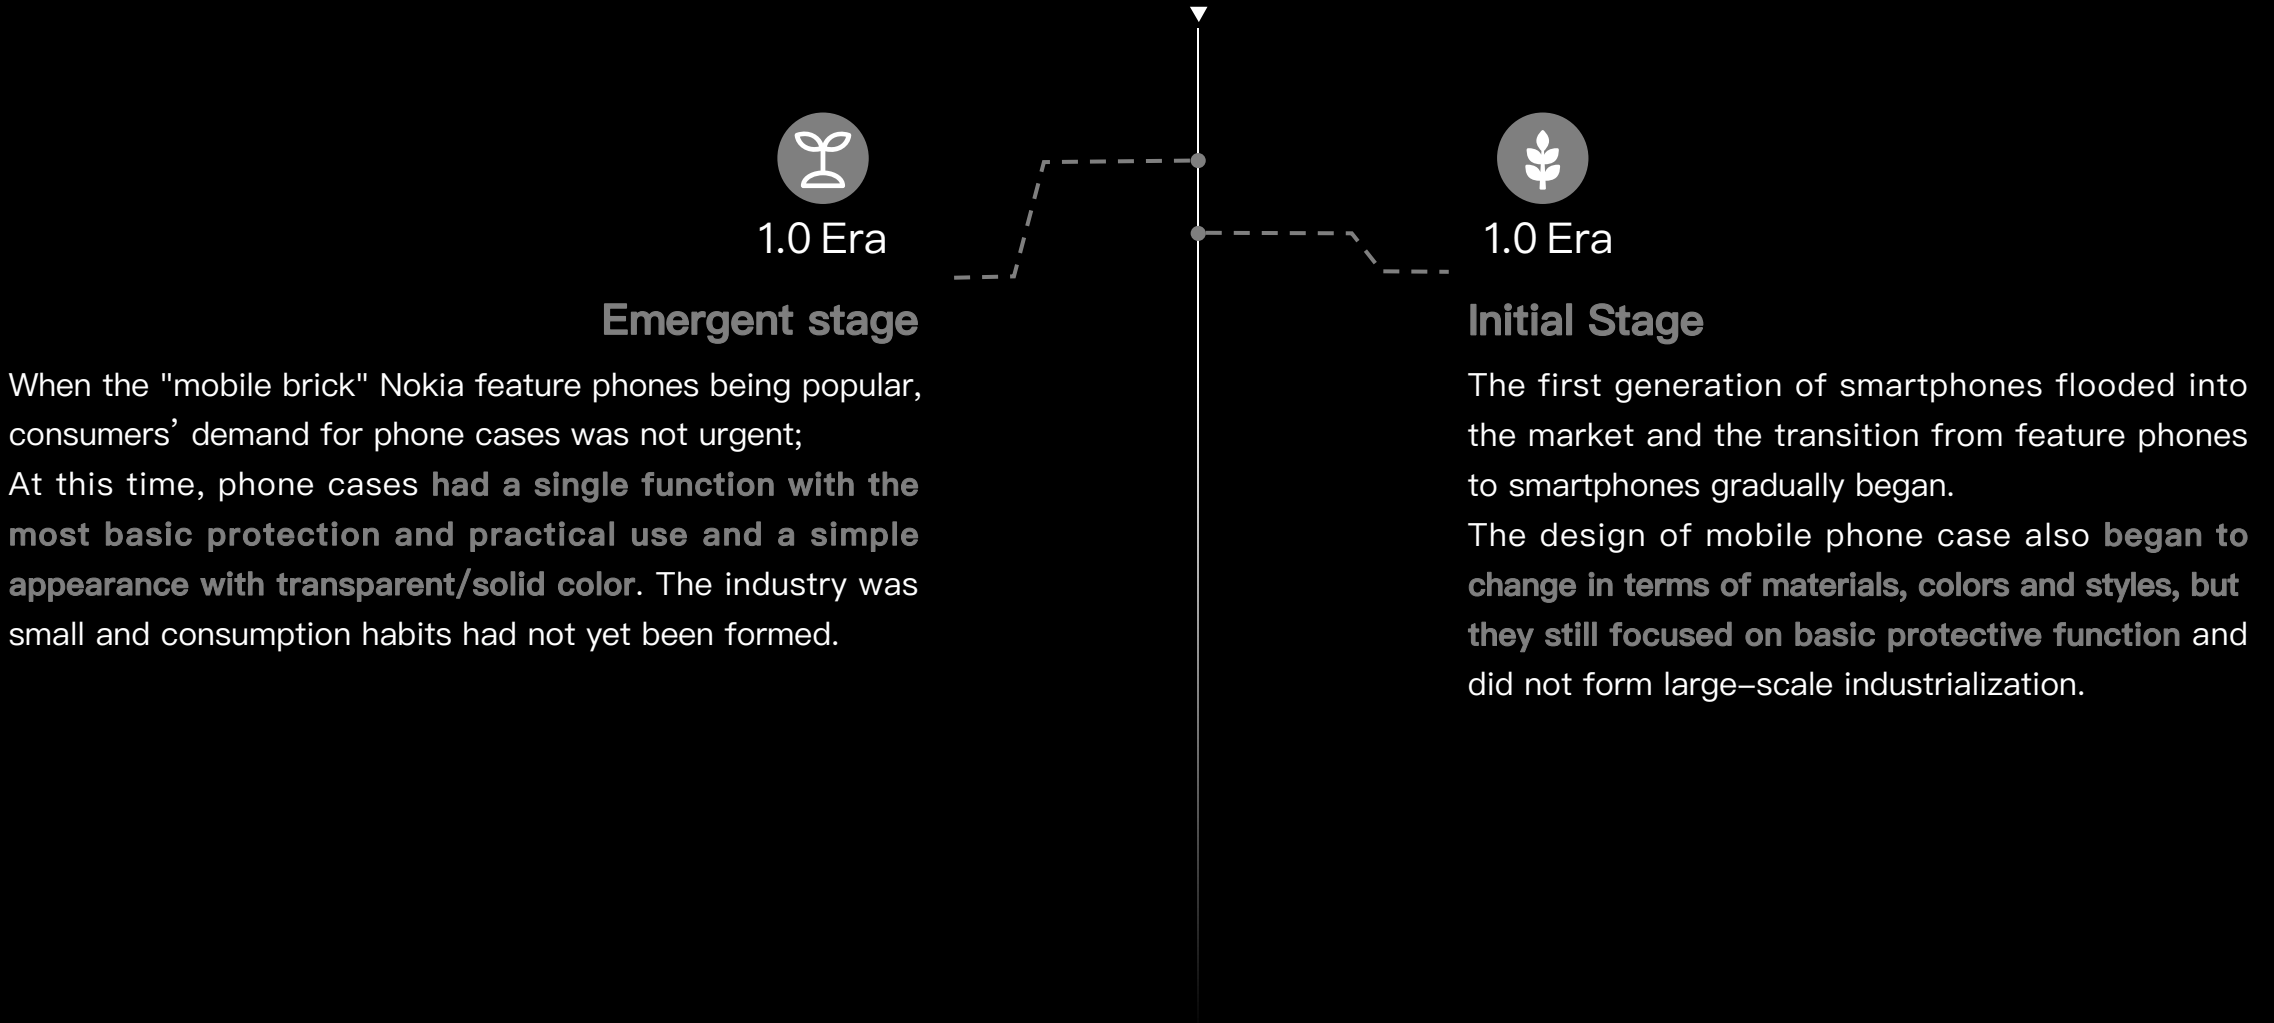 1.0 Era
Emergent stage
When the "mobile brick" Nokia feature phones being popular,
consumers’ demand for phone cases was not urgent;
At this time, phone cases had a single function with the
most basic protection and practical use and a simple
appearance with transparent/solid color. The industry was
small and consumption habits had not yet been formed.
1.0 Era
Initial Stage
The first generation of smartphones flooded into
the market and the transition from feature phones
to smartphones gradually began.
The design of mobile phone case also began to
change in terms of materials, colors and styles, but
they still focused on basic protective function and
did not form large–scale industrialization.